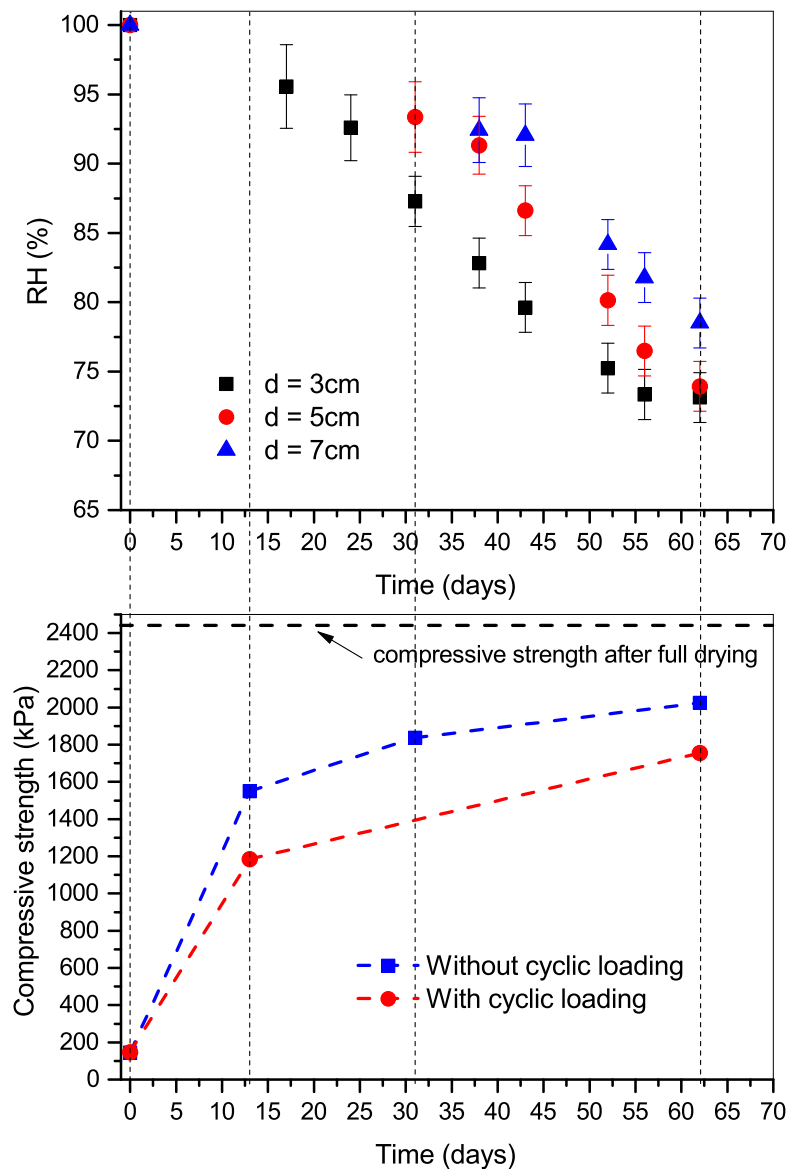 100
95
90
85
80
75
70
65
RH (%)
d = 3cm
d = 5cm
d = 7cm
0 5 10 15 20 25 30 35 40 45 50 55 60 65 70
Time (days)
2400
2200
2000
1800
1600
1400
1200
1000
800
600
400
200
0
Compressive strength (kPa)
compressive strength after full drying
Without cyclic loading
With cyclic loading
0 5 10 15 20 25 30 35 40 45 50 55 60 65 70
Time (days)